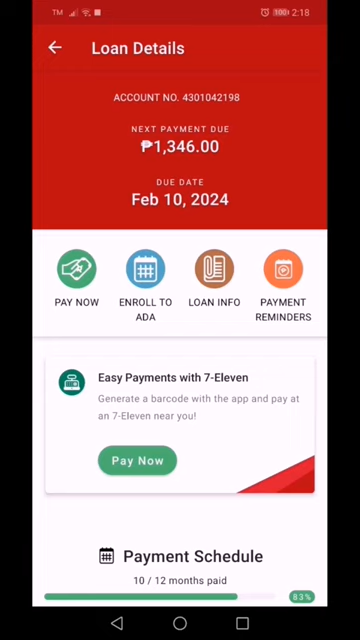 TM 100 2:18
Loan Details
ACCOUNT NO. 4301042198
NEXT PAYMENT DUE
₱1,346.00
DUE DATE
Feb 10, 2024
PAY NOW
ENROLL TO
ADA
LOAN INFO
PAYMENT
REMINDERS
Easy Payments with 7-Eleven
Generate a barcode with the app and pay at
an 7-Eleven near you!
Pay Now
Payment Schedule
10 / 12 months paid
83%